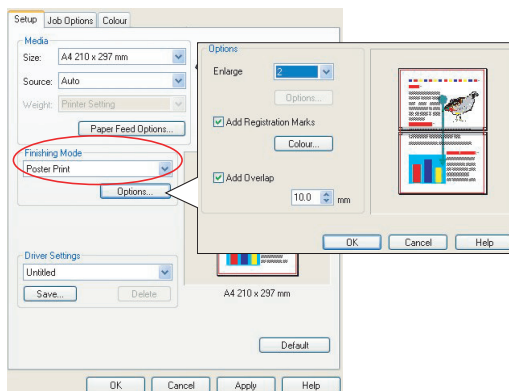 Setup
Job Options
Colour
Media
Size:
A4 210 x 297 mm
Source:
Auto
Weight:
Printer Setting
Paper Feed Options...
Finishing Mode
Poster Print
Options...
Driver Settings
Untitled
Save...
Delete
A4 210 x 297 mm
Default
OK
Cancel
Apply
Help
Options
Enlarge
2
Options...
Add Registration Marks
Colour...
Add Overlap
10.0 mm
OK
Cancel
Help